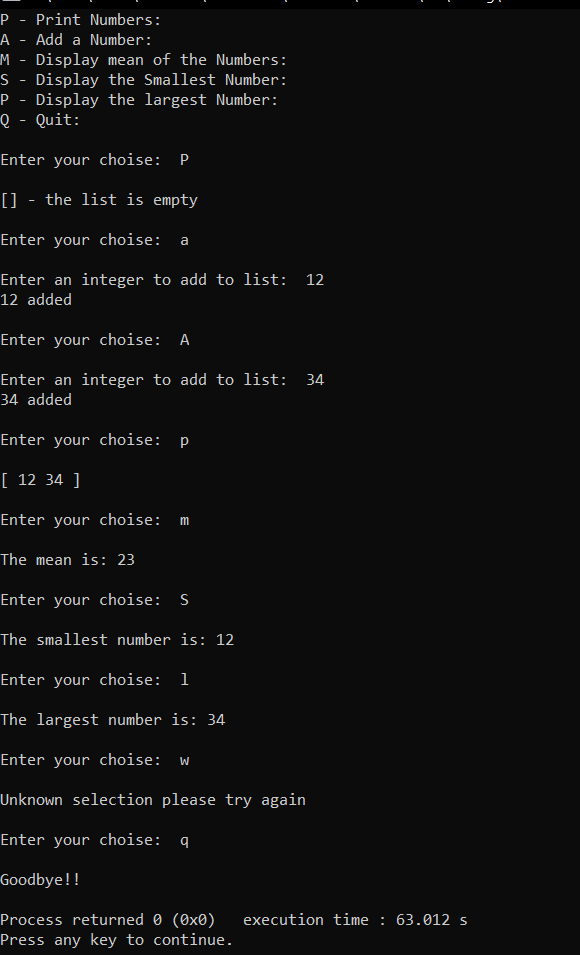 P - Print Numbers:
A - Add a Number:
M - Display mean of the Numbers:
S - Display the Smallest Number:
P - Display the largest Number:
Q - Quit:
Enter your choise:  P
[] - the list is empty
Enter your choise:  a
Enter an integer to add to list:  12
12 added
Enter your choise:  A
Enter an integer to add to list:  34
34 added
Enter your choise:  p
[ 12 34 ]
Enter your choise:  m
The mean is: 23
Enter your choise:  S
The smallest number is: 12
Enter your choise:  l
The largest number is: 34
Enter your choise:  w
Unknown selection please try again
Enter your choise:  q
Goodbye!!
Process returned 0 (0x0)   execution time : 63.012 s
Press any key to continue.